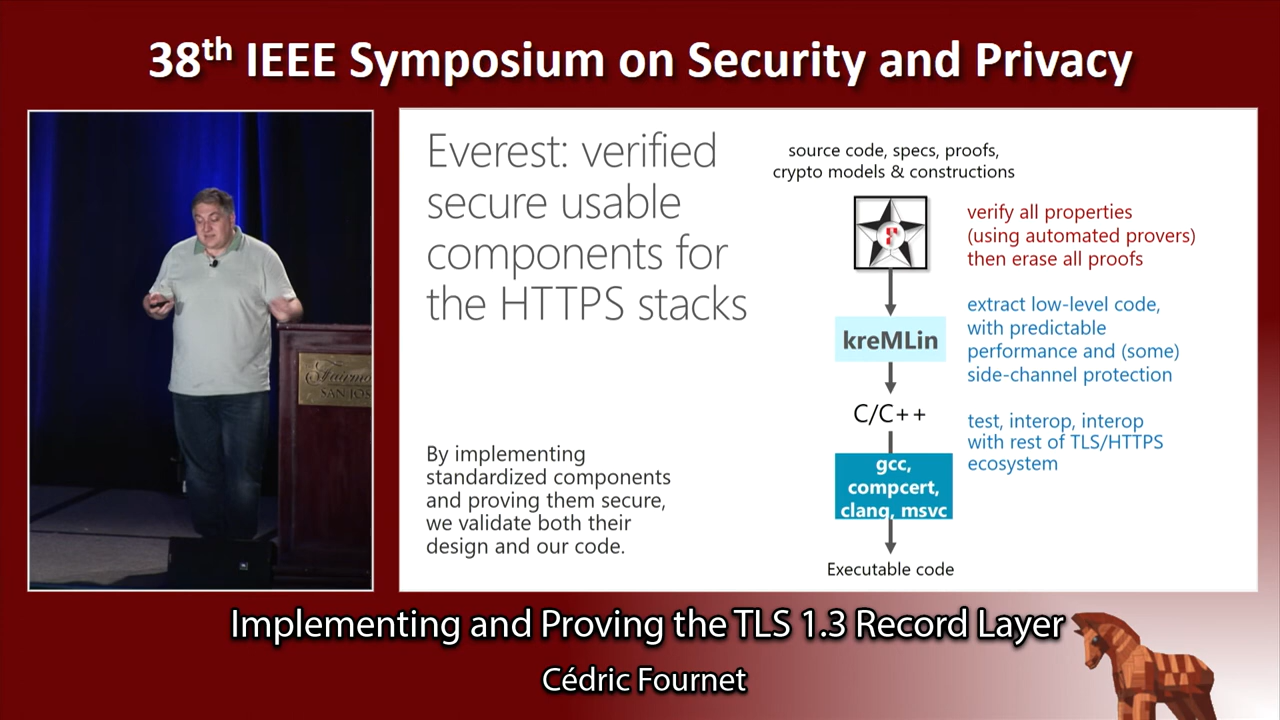 38th IEEE Symposium on Security and Privacy
Everest: verified
secure usable
components for
the HTTPS stacks
By implementing
standardized components
and proving them secure,
we validate both their
design and our code.
source code, specs, proofs,
crypto models & constructions
verify all properties
(using automated provers)
then erase all proofs
kreMLin
extract low-level code,
with predictable
performance and (some)
side-channel protection
C/C++
test, interop, interop
with rest of TLS/HTTPS
ecosystem
gcc,
compcert,
clang, msvc
Executable code
SAN JOS
Implementing and Proving the TLS 1.3 Record Layer
Cédric Fournet